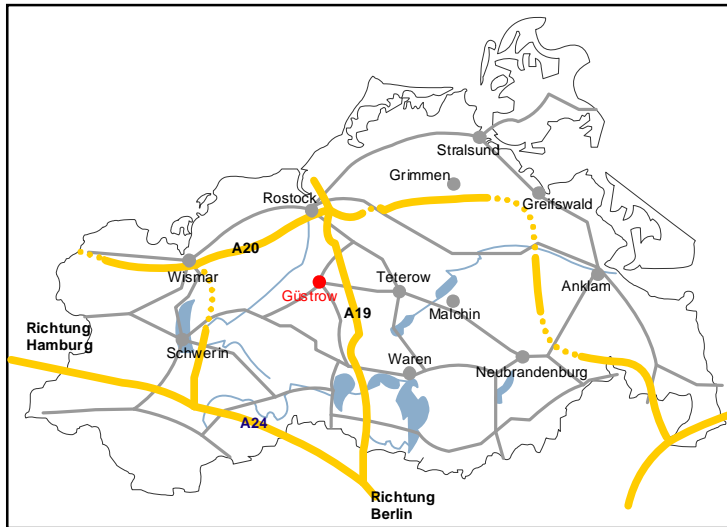 Stralsund
Grimmen
Rostock
Greifswald
A20
Wismar
Teterow
Anklam
Güstrow
Malchin
A19
Richtung
Hamburg
Schwerin
Waren
Neubrandenburg
A24
Richtung
Berlin